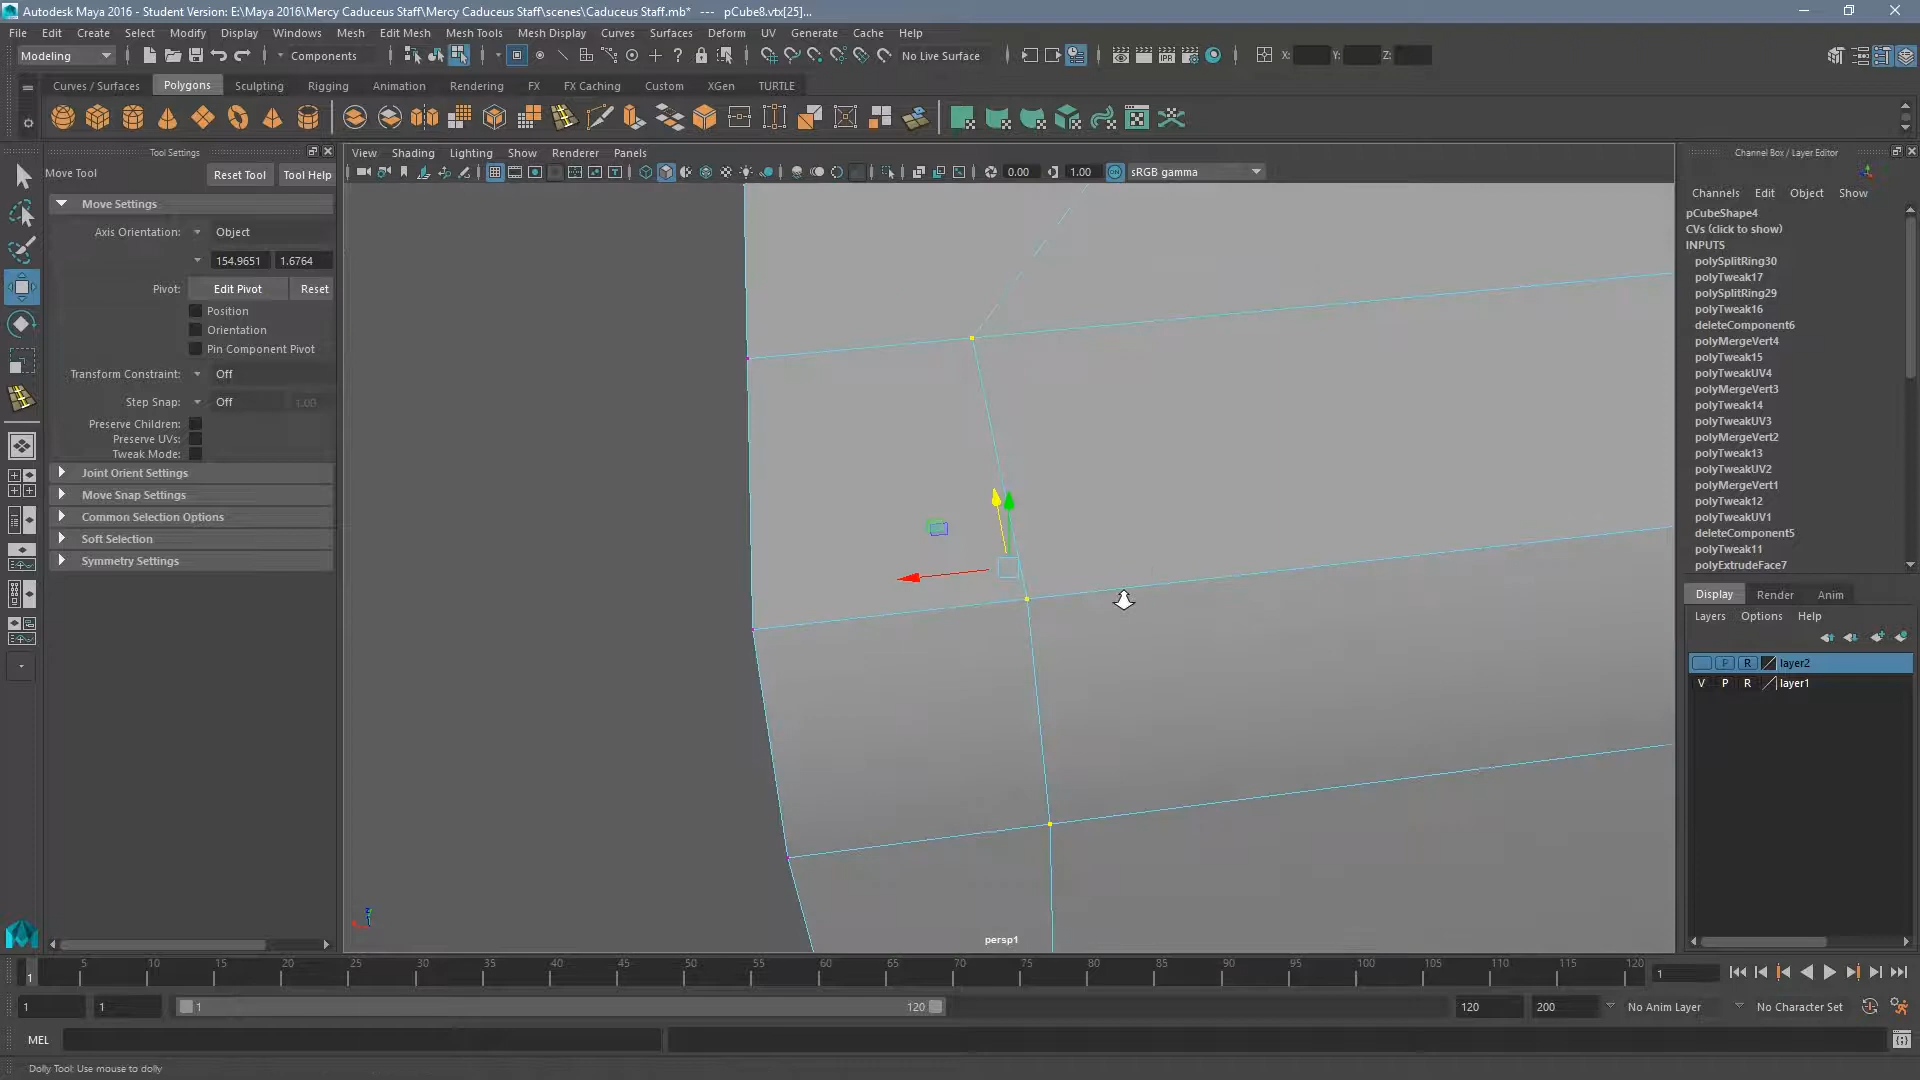 Autodesk Maya 2016 - Student Version: E:\Maya 2016\Mercy Caduceus Staff\Mercy Caduceus Staff\scenes\Caduceus Staff.mb* --- pCube8.vtx[25]...
File Edit Create Select Modify Display Windows Mesh Edit Mesh Mesh Tools Mesh Display Curves Surfaces Deform UV Generate Cache Help
Modeling Components No Live Surface X: Y: Z:
Curves / Surfaces Polygons Sculpting Rigging Animation Rendering FX FX Caching Custom XGen TURTLE
Tool Settings
Move Tool Reset Tool Tool Help
Move Settings
Axis Orientation: Object
154.9651 1.6764
Pivot: Edit Pivot Reset
Position
Orientation
Pin Component Pivot
Transform Constraint: Off
Step Snap: Off 1.00
Preserve Children:
Preserve UVs:
Tweak Mode:
Joint Orient Settings
Move Snap Settings
Common Selection Options
Soft Selection
Symmetry Settings
View Shading Lighting Show Renderer Panels
0.00 1.00 ON sRGB gamma
persp1
Channel Box / Layer Editor
Channels Edit Object Show
pCubeShape4
CVs (click to show)
INPUTS
polySplitRing30
polyTweak17
polySplitRing29
polyTweak16
deleteComponent6
polyMergeVert4
polyTweak15
polyTweakUV4
polyMergeVert3
polyTweak14
polyTweakUV3
polyMergeVert2
polyTweak13
polyTweakUV2
polyMergeVert1
polyTweak12
polyTweakUV1
deleteComponent5
polyTweak11
polyExtrudeFace7
Display Render Anim
Layers Options Help
P R layer2
V P R layer1
1 5 10 15 20 25 30 35 40 45 50 55 60 65 70 75 80 85 90 95 100 105 110 115 120 1
1 1 1 120 120 200 No Anim Layer No Character Set
MEL
Dolly Tool: Use mouse to dolly